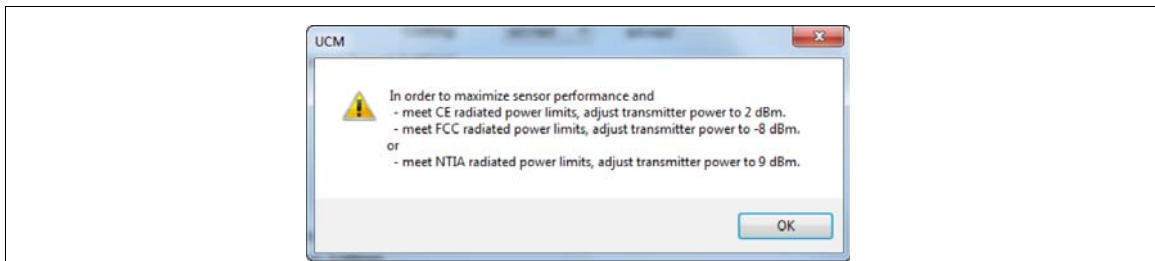 UCM
In order to maximize sensor performance and
- meet CE radiated power limits, adjust transmitter power to 2 dBm.
- meet FCC radiated power limits, adjust transmitter power to -8 dBm.
or
- meet NTIA radiated power limits, adjust transmitter power to 9 dBm.
OK